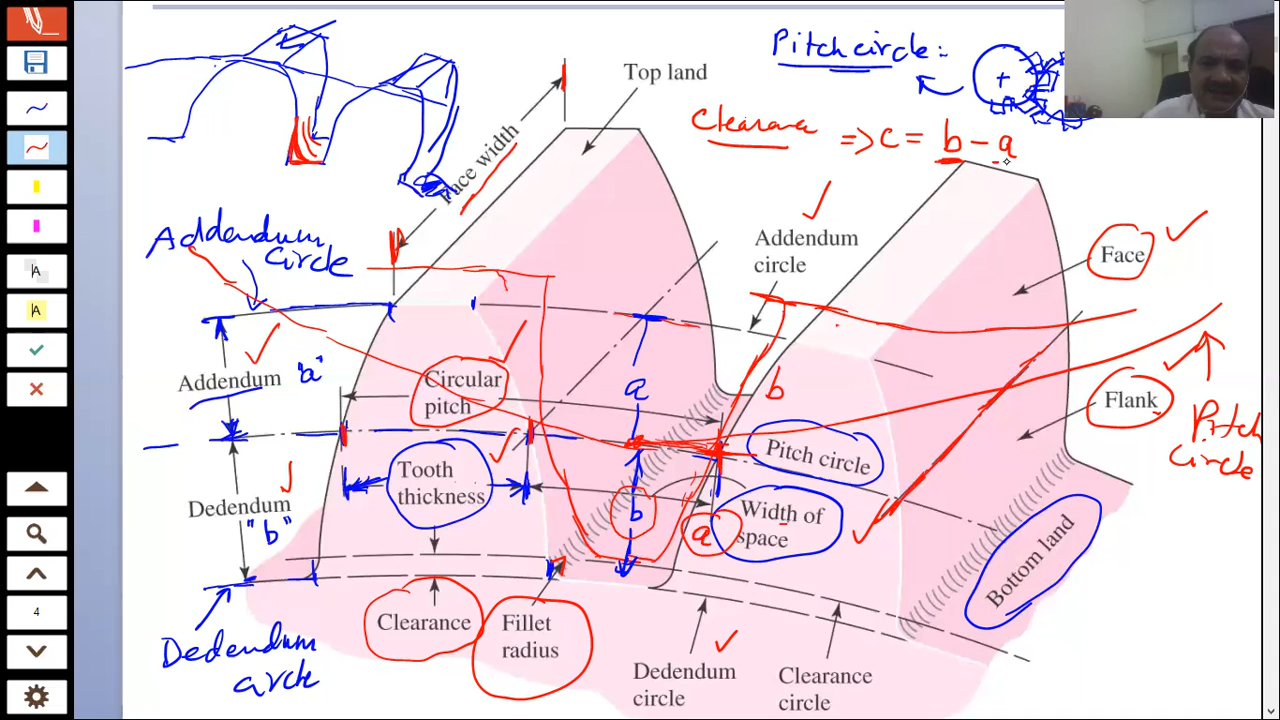 Pitch circle :-
Top land
Clearance => c = b - a
Face width
Addendum
circle
Addendum
circle
Face
Addendum "a"
Circular
pitch
a
b
Flank
Pitch
circle
Pitch circle
Tooth
thickness
Dedendum
"b"
b
a
Width of
space
Bottom land
Clearance
Fillet
radius
Dedendum
circle
Dedendum
circle
Clearance
circle
A
A
4